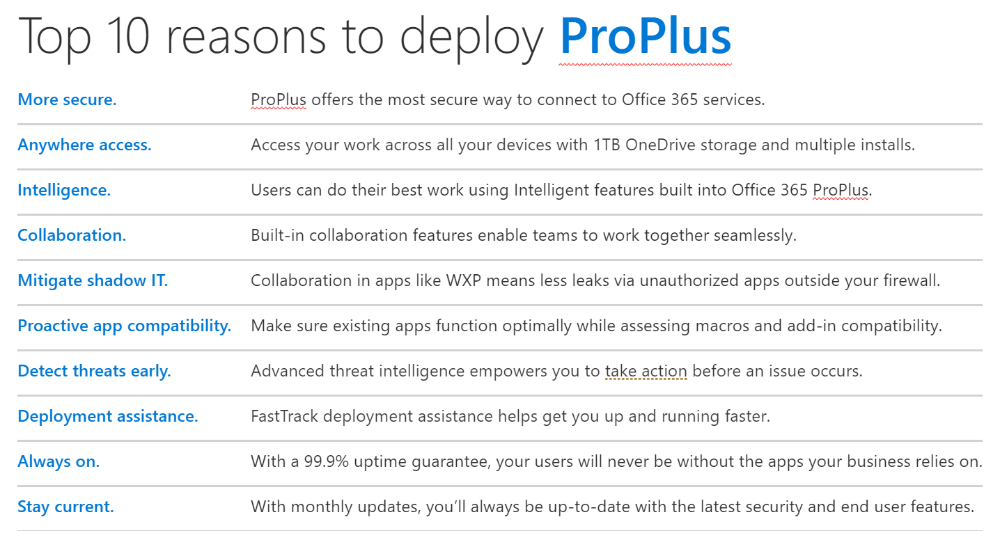 Top 10 reasons to deploy ProPlus
More secure. ProPlus offers the most secure way to connect to Office 365 services.
Anywhere access. Access your work across all your devices with 1TB OneDrive storage and multiple installs.
Intelligence. Users can do their best work using Intelligent features built into Office 365 ProPlus.
Collaboration. Built-in collaboration features enable teams to work together seamlessly.
Mitigate shadow IT. Collaboration in apps like WXP means less leaks via unauthorized apps outside your firewall.
Proactive app compatibility. Make sure existing apps function optimally while assessing macros and add-in compatibility.
Detect threats early. Advanced threat intelligence empowers you to take action before an issue occurs.
Deployment assistance. FastTrack deployment assistance helps get you up and running faster.
Always on. With a 99.9% uptime guarantee, your users will never be without the apps your business relies on.
Stay current. With monthly updates, you’ll always be up-to-date with the latest security and end user features.